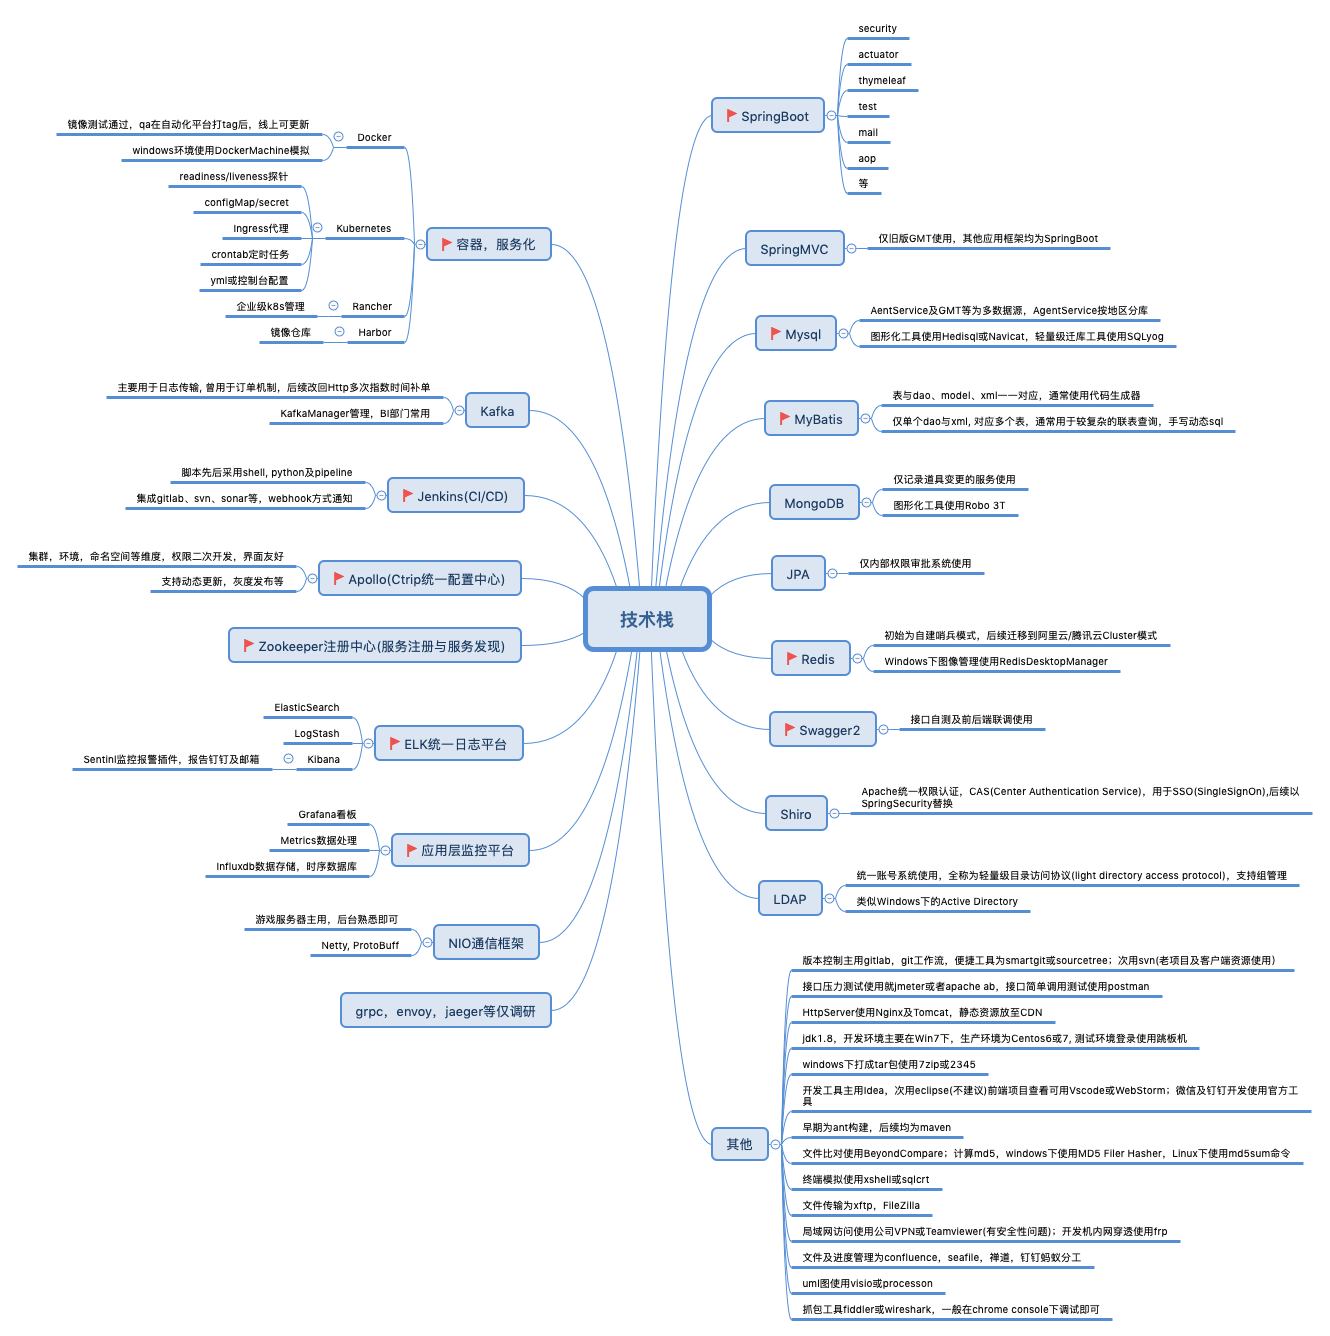 技术栈
SpringBoot
security
actuator
thymeleaf
test
mail
aop
等
SpringMVC
仅旧版GMT使用，其他应用框架均为SpringBoot
Mysql
AentService及GMT等为多数据源，AgentService按地区分库
图形化工具使用Hedisql或Navicat，轻量级迁库工具使用SQLyog
MyBatis
表与dao、model、xml一一对应，通常使用代码生成器
仅单个dao与xml, 对应多个表，通常用于较复杂的联表查询，手写动态sql
MongoDB
仅记录道具变更的服务使用
图形化工具使用Robo 3T
JPA
仅内部权限审批系统使用
Redis
初始为自建哨兵模式，后续迁移到阿里云/腾讯云Cluster模式
Windows下图像管理使用RedisDesktopManager
Swagger2
接口自测及前后端联调使用
Shiro
Apache统一权限认证，CAS(Center Authentication Service)，用于SSO(SingleSignOn),后续以
SpringSecurity替换
LDAP
统一账号系统使用，全称为轻量级目录访问协议(light directory access protocol)，支持组管理
类似Windows下的Active Directory
其他
版本控制主用gitlab，git工作流，便捷工具为smartgit或sourcetree；次用svn(老项目及客户端资源使用)
接口压力测试使用就jmeter或者apache ab，接口简单调用测试使用postman
HttpServer使用Nginx及Tomcat，静态资源放至CDN
jdk1.8，开发环境主要在Win7下，生产环境为Centos6或7, 测试环境登录使用跳板机
windows下打成tar包使用7zip或2345
开发工具主用Idea，次用eclipse(不建议)前端项目查看可用Vscode或WebStorm；微信及钉钉开发使用官方工
具
早期为ant构建，后续均为maven
文件比对使用BeyondCompare；计算md5，windows下使用MD5 Filer Hasher，Linux下使用md5sum命令
终端模拟使用xshell或sqlcrt
文件传输为xftp，FileZilla
局域网访问使用公司VPN或Teamviewer(有安全性问题)；开发机内网穿透使用frp
文件及进度管理为confluence，seafile，禅道，钉钉蚂蚁分工
uml图使用visio或processon
抓包工具fiddler或wireshark，一般在chrome console下调试即可
容器，服务化
Docker
镜像测试通过，qa在自动化平台打tag后，线上可更新
windows环境使用DockerMachine模拟
Kubernetes
readiness/liveness探针
configMap/secret
Ingress代理
crontab定时任务
yml或控制台配置
Rancher
企业级k8s管理
Harbor
镜像仓库
Kafka
主要用于日志传输, 曾用于订单机制，后续改回Http多次指数时间补单
KafkaManager管理，BI部门常用
Jenkins(CI/CD)
脚本先后采用shell, python及pipeline
集成gitlab、svn、sonar等，webhook方式通知
Apollo(Ctrip统一配置中心)
集群，环境，命名空间等维度，权限二次开发，界面友好
支持动态更新，灰度发布等
Zookeeper注册中心(服务注册与服务发现)
ELK统一日志平台
ElasticSearch
LogStash
Kibana
Sentinl监控报警插件，报告钉钉及邮箱
应用层监控平台
Grafana看板
Metrics数据处理
Influxdb数据存储，时序数据库
NIO通信框架
游戏服务器主用，后台熟悉即可
Netty, ProtoBuff
grpc，envoy，jaeger等仅调研